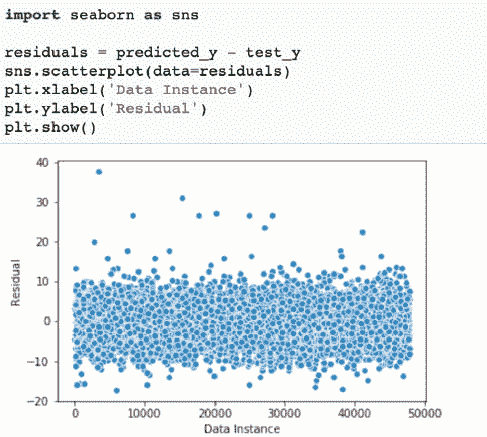 import seaborn as sns
residuals = predicted_y - test_y
sns.scatterplot(data=residuals)
plt.xlabel('Data Instance')
plt.ylabel('Residual')
plt.show()
40
30
20
10
0
−10
−20
Residual
0 10000 20000 30000 40000 50000
Data Instance